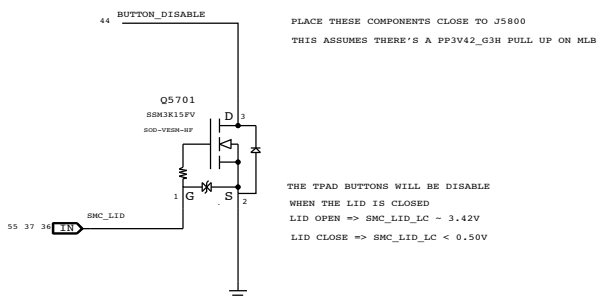 44 BUTTON_DISABLE
PLACE THESE COMPONENTS CLOSE TO J5800
THIS ASSUMES THERE'S A PP3V42_G3H PULL UP ON MLB
Q5701
SSM3K15FV
SOD-VESM-HF
D 3
1 G S 2
THE TPAD BUTTONS WILL BE DISABLE
WHEN THE LID IS CLOSED
LID OPEN => SMC_LID_LC ~ 3.42V
LID CLOSE => SMC_LID_LC < 0.50V
SMC_LID
55 37 36 IN